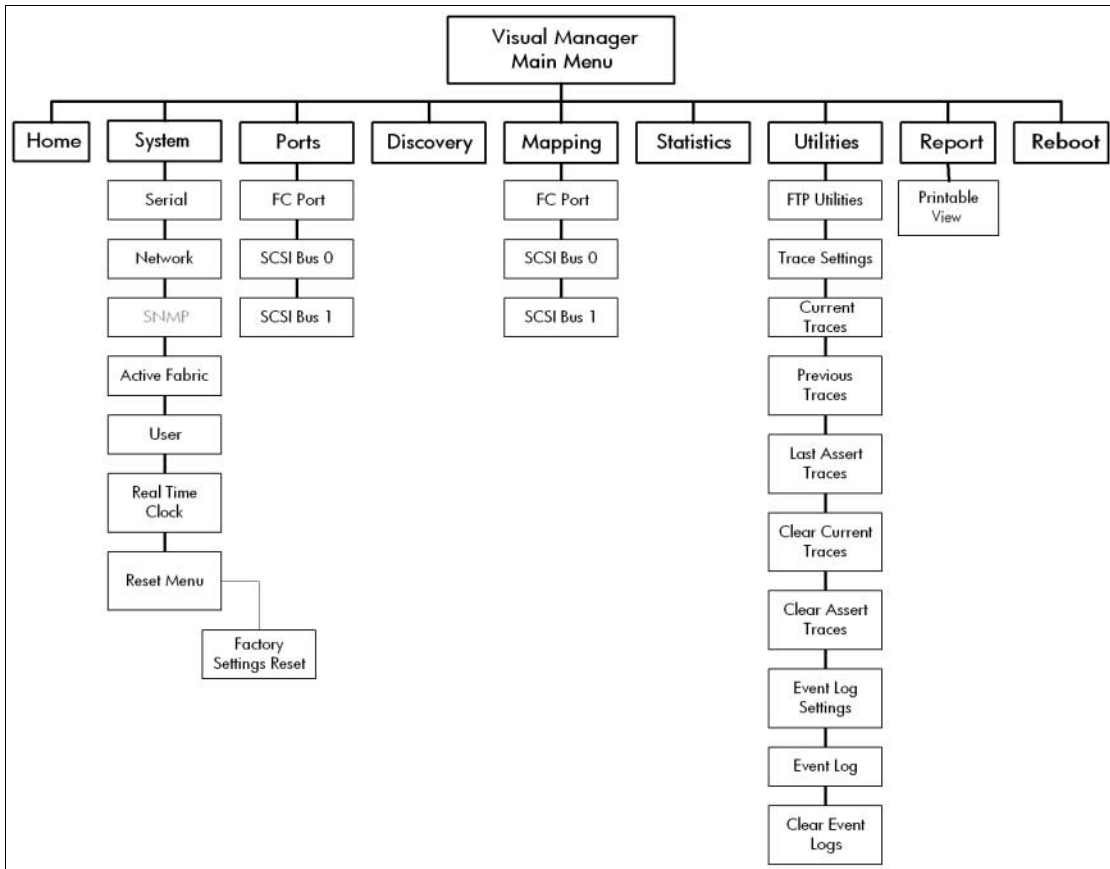 Visual Manager
Main Menu
Home
System
Ports
Discovery
Mapping
Statistics
Utilities
Report
Reboot
Serial
Network
SNMP
Active Fabric
User
Real Time
Clock
Reset Menu
Factory
Settings Reset
FC Port
SCSI Bus 0
SCSI Bus 1
FC Port
SCSI Bus 0
SCSI Bus 1
FTP Utilities
Trace Settings
Current
Traces
Previous
Traces
Last Assert
Traces
Clear Current
Traces
Clear Assert
Traces
Event Log
Settings
Event Log
Clear Event
Logs
Printable
View